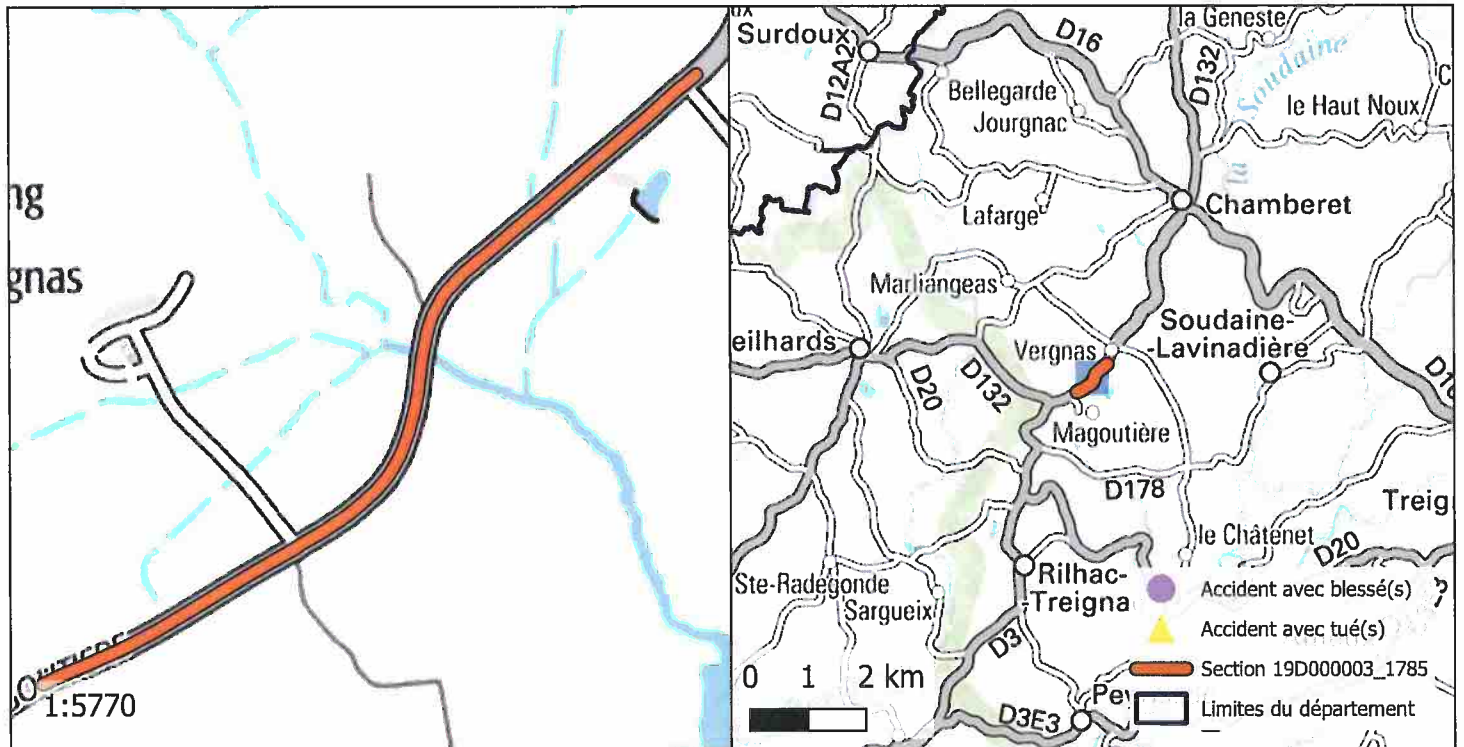 gnas
1:5770
la Geneste
Surdoux
D16
D12A2
D132
la Soudaine
Bellegarde
Jourgnac
le Haut Noux
Lafarge
Chamberet
Marliangeas
Soudaine-
-Lavinadière
eilhards
Vergnas
D20
D132
Magoutière
D178
Treig
le Châtenet
D20
Ste-Radegonde
Sargueix
Rilhac-
-Treigna
D3
D3E3
Pey
0 1 2 km
Accident avec blessé(s)
Accident avec tué(s)
Section 19D000003_1785
Limites du département